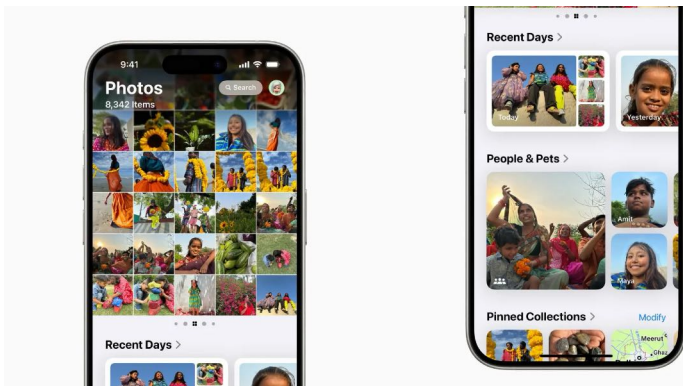 9:41
Photos
Search
8,342 Items
Recent Days >
Recent Days >
Today
Yesterday
People & Pets >
Amit
Maya
Pinned Collections >
Modify
Meerut
Ghaz